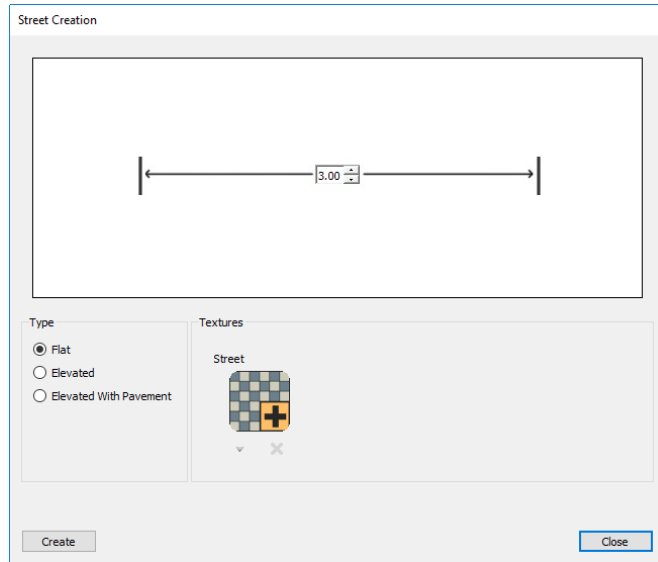 Street Creation
3.00
Type
Flat
Elevated
Elevated With Pavement
Textures
Street
Create
Close